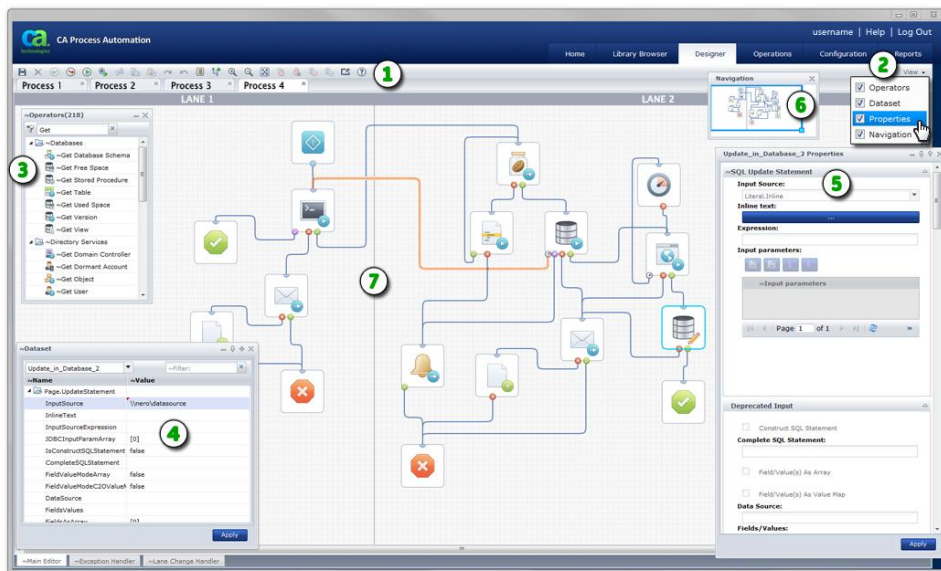 ca
technologies
CA Process Automation
username | Help | Log Out
Home Library Browser Designer Operations Configuration Reports
1
2
View
Process 1 × Process 2 × Process 3 × Process 4 ×
LANE 1
LANE 2
Navigation
6
Operators
Dataset
Properties
Navigation
~Operators(218)
Get
3
~Databases
~Get Database Schema
~Get Free Space
~Get Stored Procedure
~Get Table
~Get Used Space
~Get Version
~Get View
~Directory Services
~Get Domain Controller
~Get Dormant Account
~Get Object
~Get User
Update_in_Database_2 Properties
~SQL Update Statement
5
Input Source:
Literal.Inline
Inline text:
...
Expression:
Input parameters:
~Input parameters
Page 1 of 1
7
~Dataset
Update_in_Database_2
~Filter:
~Name ~Value
Page.UpdateStatement
InputSource \\nero\datasource
InlineText
InputSourceExpression
4
JDBCInputParamArray [0]
IsConstructSQLStatement false
CompleteSQLStatement
FieldValueModeArray false
FieldValueModeC2OValueM false
DataSource
FieldsValues
FieldsAsArray [0]
Apply
Deprecated Input
Construct SQL Statement
Complete SQL Statement:
Field/Value(s) As Array
Field/Value(s) As Value Map
Data Source:
Fields/Values:
Apply
~Main Editor ~Exception Handler ~Lane Change Handler